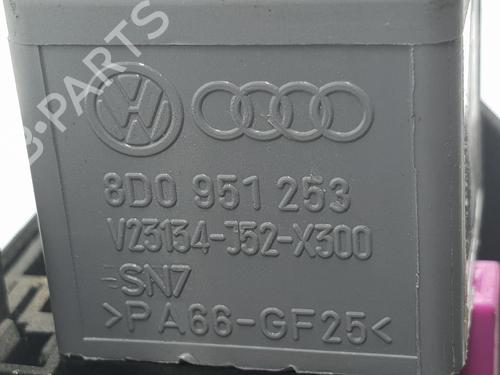 B-PARTS
8D0 951 253
V23134-J52-X300
-SN7
>PA66-GF25<